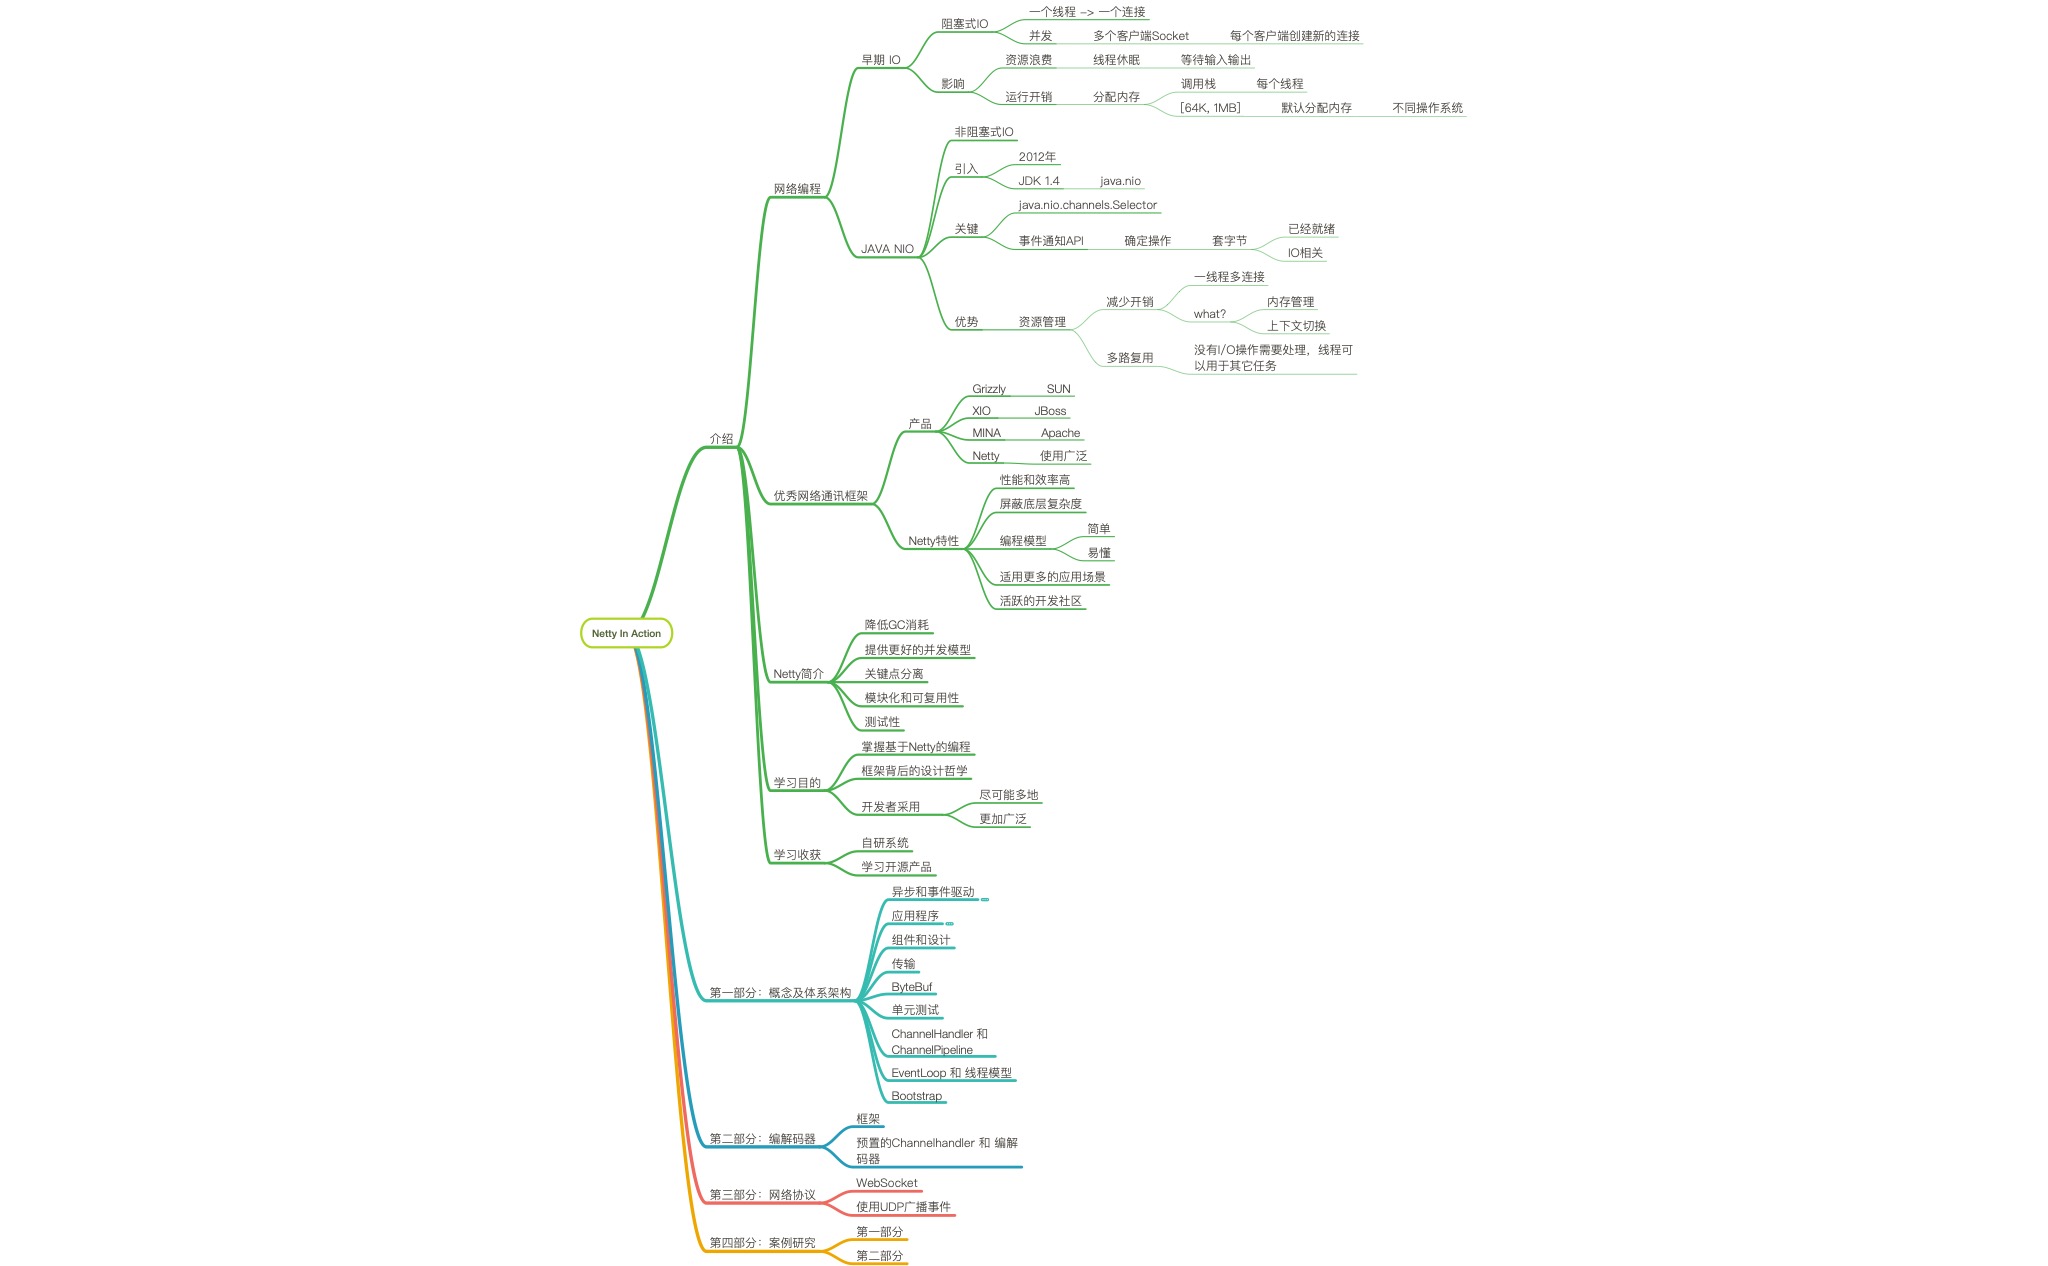 Netty In Action
介绍
网络编程
早期 IO
阻塞式IO
一个线程 -> 一个连接
并发
多个客户端Socket
每个客户端创建新的连接
影响
资源浪费
线程休眠
等待输入输出
运行开销
分配内存
调用栈
每个线程
[64K, 1MB]
默认分配内存
不同操作系统
JAVA NIO
非阻塞式IO
引入
2012年
JDK 1.4
java.nio
关键
java.nio.channels.Selector
事件通知API
确定操作
套字节
已经就绪
IO相关
优势
资源管理
减少开销
一线程多连接
what?
内存管理
上下文切换
多路复用
没有I/O操作需要处理，线程可
以用于其它任务
优秀网络通讯框架
产品
Grizzly
SUN
XIO
JBoss
MINA
Apache
Netty
使用广泛
Netty特性
性能和效率高
屏蔽底层复杂度
编程模型
简单
易懂
适用更多的应用场景
活跃的开发社区
Netty简介
降低GC消耗
提供更好的并发模型
关键点分离
模块化和可复用性
测试性
学习目的
掌握基于Netty的编程
框架背后的设计哲学
开发者采用
尽可能多地
更加广泛
学习收获
自研系统
学习开源产品
第一部分：概念及体系架构
异步和事件驱动
应用程序
组件和设计
传输
ByteBuf
单元测试
ChannelHandler 和
ChannelPipeline
EventLoop 和 线程模型
Bootstrap
第二部分：编解码器
框架
预置的Channelhandler 和 编解
码器
第三部分：网络协议
WebSocket
使用UDP广播事件
第四部分：案例研究
第一部分
第二部分